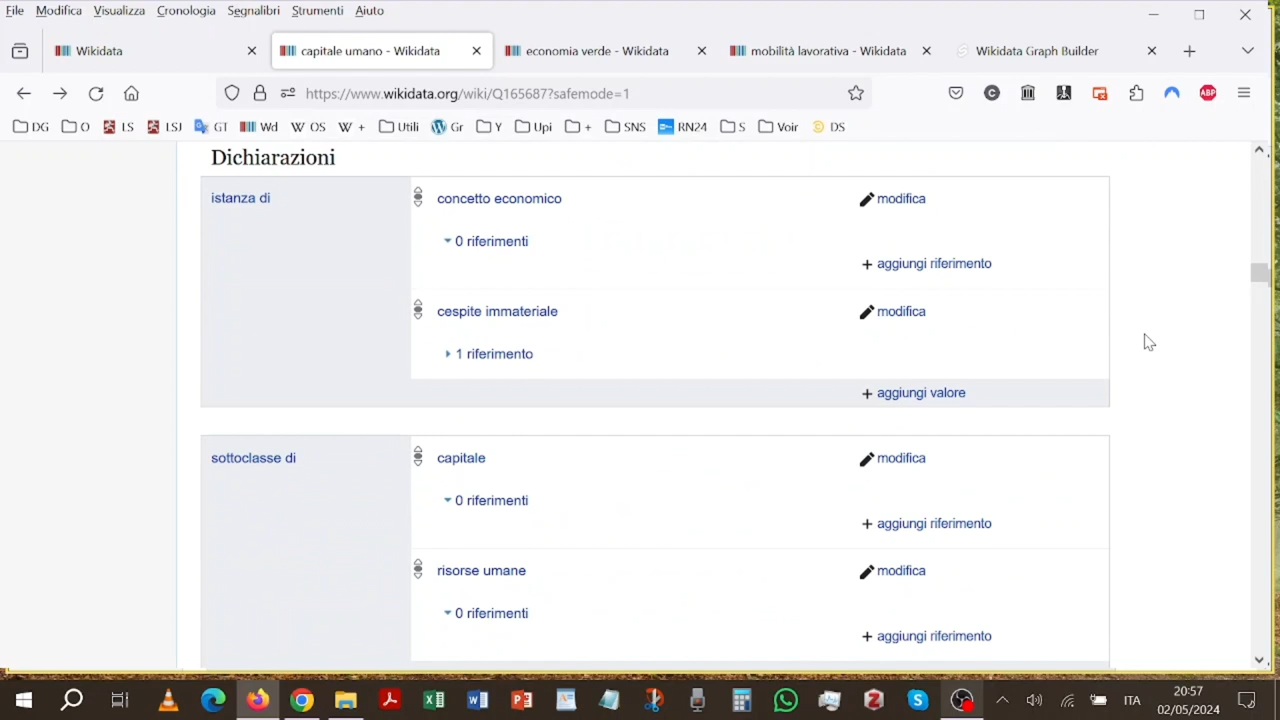 File Modifica Visualizza Cronologia Segnalibri Strumenti Aiuto
Wikidata capitale umano - Wikidata economia verde - Wikidata mobilità lavorativa - Wikidata Wikidata Graph Builder
https://www.wikidata.org/wiki/Q165687?safemode=1 C ABP
DG O LS LSJ GT Wd OS + Utili Gr Y Upi + SNS RN24 S Voir DS
Dichiarazioni
istanza di concetto economico modifica
0 riferimenti
+ aggiungi riferimento
cespite immateriale modifica
1 riferimento
+ aggiungi valore
sottoclasse di capitale modifica
0 riferimenti
+ aggiungi riferimento
risorse umane modifica
0 riferimenti
+ aggiungi riferimento
ITA 20:57
02/05/2024